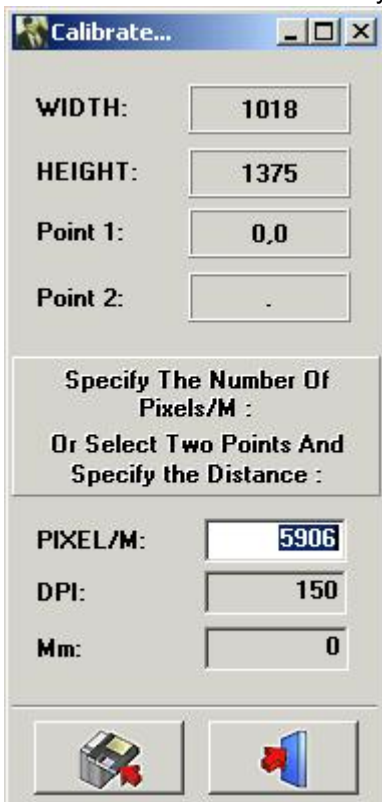 Calibrate...
WIDTH: 1018
HEIGHT: 1375
Point 1: 0,0
Point 2: .
Specify The Number Of
Pixels/M :
Or Select Two Points And
Specify the Distance :
PIXEL/M: 5906
DPI: 150
Mm: 0